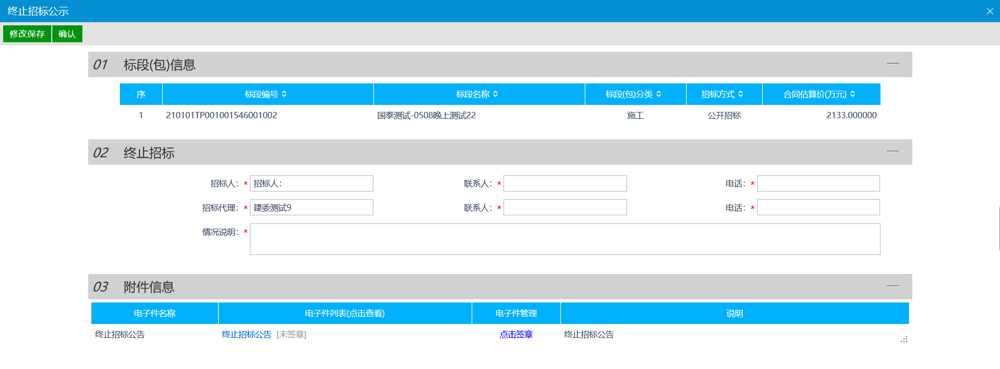 终止招标公示
修改保存 确认
01 标段(包)信息
序 标段编号 标段名称 标段(包)分类 招标方式 合同估算价(万元)
1 210101TP001001546001002 国泰测试-0508晚上测试22 施工 公开招标 2133.000000
02 终止招标
招标人：* 招标人： 联系人：* 电话：*
招标代理：* 建委测试9 联系人：* 电话：*
情况说明：*
03 附件信息
电子件名称 电子件列表(点击查看) 电子件管理 说明
终止招标公告 终止招标公告 [未签章] 点击签章 终止招标公告